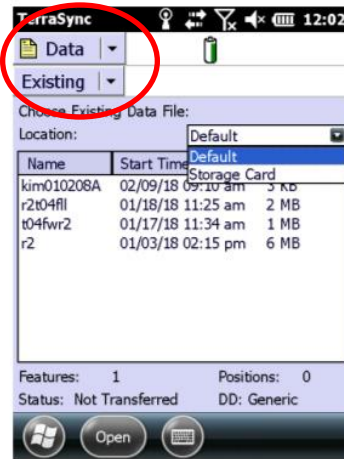 TerraSync 12:02
Data
Existing
Choose Existing Data File:
Location: Default
Default
Storage Card
Name Start Time
kim010208A 02/09/18 09:10 am 3 KB
r2t04fll 01/18/18 11:25 am 2 MB
t04fwr2 01/17/18 11:34 am 1 MB
r2 01/03/18 02:15 pm 6 MB
Features: 1 Positions: 0
Status: Not Transferred DD: Generic
Open